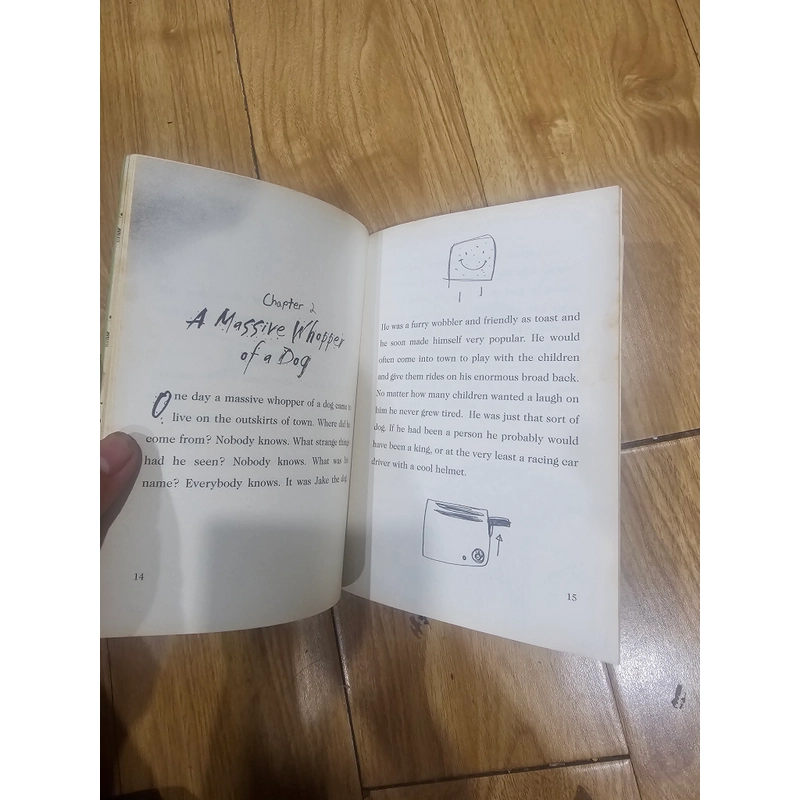 Chapter 2
A Massive Whopper
of a Dog
One day a massive whopper of a dog came to
live on the outskirts of town. Where did he
come from? Nobody knows. What strange things
had he seen? Nobody knows. What was his
name? Everybody knows. It was Jake the dog.
14
He was a furry wobbler and friendly as toast and
he soon made himself very popular. He would
often come into town to play with the children
and give them rides on his enormous broad back.
No matter how many children wanted a laugh on
him he never grew tired. He was just that sort of
dog. If he had been a person he probably would
have been a king, or at the very least a racing car
driver with a cool helmet.
15